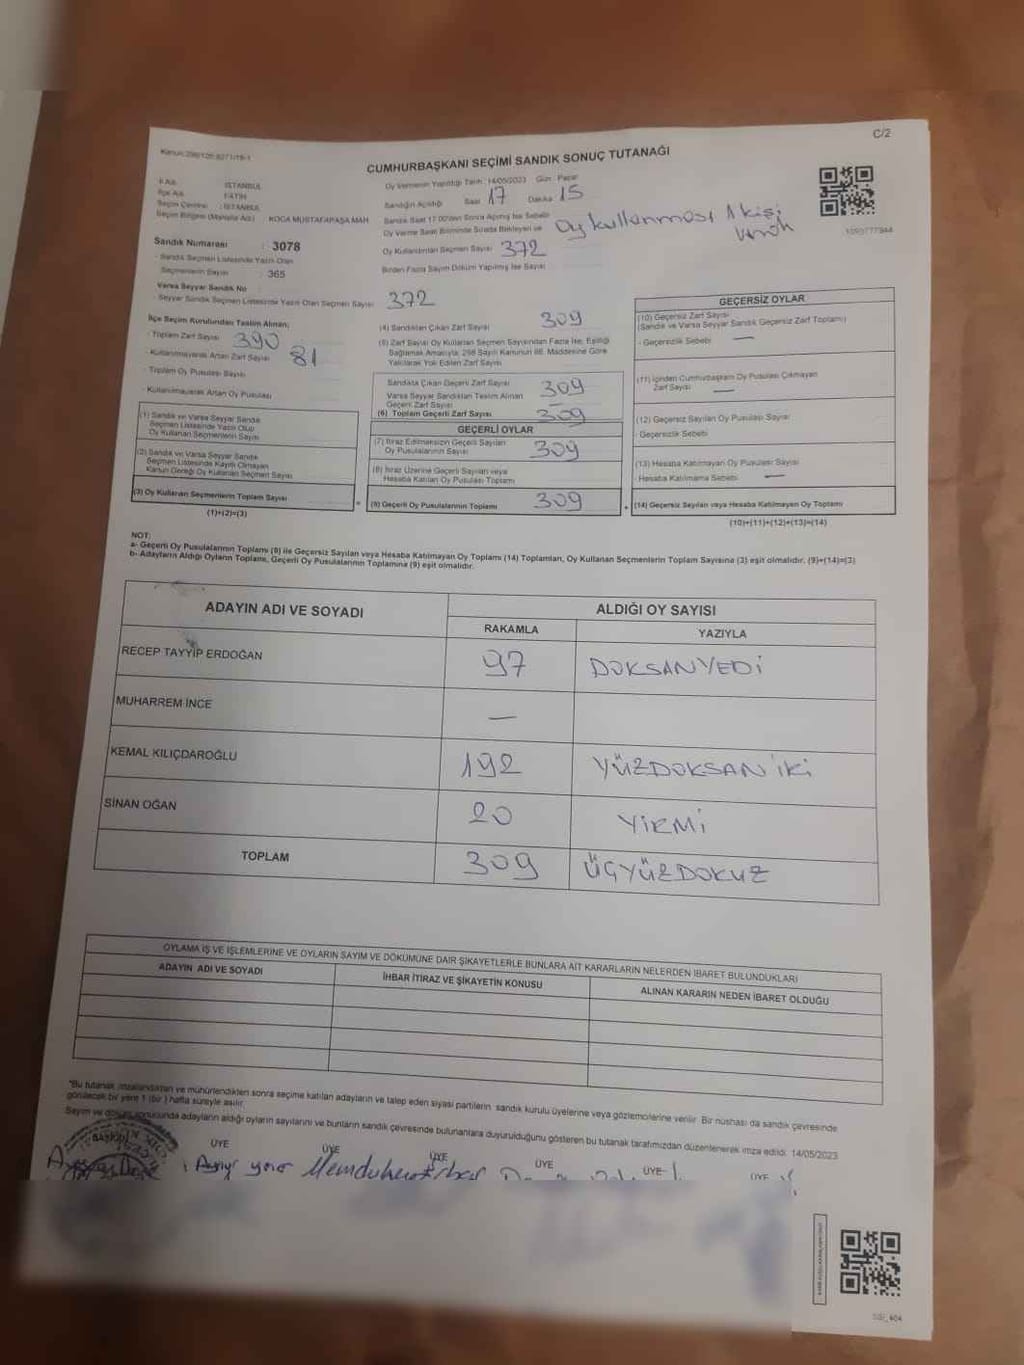 C/2
CUMHURBAŞKANI SEÇİMİ SANDIK SONUÇ TUTANAĞI
İl Adı : İSTANBUL
İlçe Adı : FATİH
Seçim Çevresi : İSTANBUL
Seçim Bölgesi (Mahalle Adı) : KOCA MUSTAFAPAŞA MAH
Oy Vermenin Yapıldığı Tarih : 14/05/2023 Gün : Pazar
Sandığın Açıldığı Saat 17 Dakika 15
Sandık Saat 17.00'den Sonra Açılmış İse Sebebi
Oy Verme Saati Bitiminde Sırada Bekleyen ve Oy kullanması 1 kişi
Oy Kullandırılan Seçmen Sayısı 372
Birden Fazla Sayım Döküm Yapılmış İse Sayısı
Sandık Numarası : 3078
- Sandık Seçmen Listesinde Yazılı Olan
Seçmenlerin Sayısı : 365
Varsa Seyyar Sandık No
- Seyyar Sandık Seçmen Listesinde Yazılı Olan Seçmen Sayısı 372
İlçe Seçim Kurulundan Teslim Alınan;
- Toplam Zarf Sayısı 390
- Kullanılmayarak Artan Zarf Sayısı 81
- Toplam Oy Pusulası Sayısı
- Kullanılmayarak Artan Oy Pusulası
(1) Sandık ve Varsa Seyyar Sandık
Seçmen Listesinde Yazılı Olup
Oy Kullanan Seçmenlerin Sayısı
(2) Sandık ve Varsa Seyyar Sandık
Seçmen Listesinde Kayıtlı Olmayan
Kanun Gereği Oy Kullanan Seçmen Sayısı
(3) Oy Kullanan Seçmenlerin Toplam Sayısı
(1)+(2)=(3)
(4) Sandıktan Çıkan Zarf Sayısı 309
(5) Zarf Sayısı Oy Kullanan Seçmen Sayısından Fazla İse, Eşitliği
Sağlamak Amacıyla, 298 Sayılı Kanunun 98. Maddesine Göre
Yakılarak Yok Edilen Zarf Sayısı
Sandıkta Çıkan Geçerli Zarf Sayısı 309
Varsa Seyyar Sandıktan Teslim Alınan
Geçerli Zarf Sayısı —
(6) Toplam Geçerli Zarf Sayısı 309
GEÇERLİ OYLAR
(7) İtiraz Edilmeksizin Geçerli Sayılan
Oy Pusulalarının Sayısı 309
(8) İtiraz Üzerine Geçerli Sayılan veya
Hesaba Katılan Oy Pusulası Toplamı
(9) Geçerli Oy Pusulalarının Toplamı 309
GEÇERSİZ OYLAR
(10) Geçersiz Zarf Sayısı
(Sandık ve Varsa Seyyar Sandık Geçersiz Zarf Toplamı)
- Geçersizlik Sebebi —
(11) İçinden Cumhurbaşkanı Oy Pusulası Çıkmayan
Zarf Sayısı —
(12) Geçersiz Sayılan Oy Pusulası Sayısı
- Geçersizlik Sebebi
(13) Hesaba Katılmayan Oy Pusulası Sayısı
- Hesaba Katılmama Sebebi —
(14) Geçersiz Sayılan veya Hesaba Katılmayan Oy Toplamı
(10)+(11)+(12)+(13)=(14)
NOT:
a- Geçerli Oy Pusulalarının Toplamı (9) ile Geçersiz Sayılan veya Hesaba Katılmayan Oy Toplamı (14) Toplamları, Oy Kullanan Seçmenlerin Toplam Sayısına (3) eşit olmalıdır. (9)+(14)=(3)
b- Adayların Aldığı Oyların Toplamı, Geçerli Oy Pusulalarının Toplamına (9) eşit olmalıdır.
ADAYIN ADI VE SOYADI
ALDIĞI OY SAYISI
RAKAMLA YAZIYLA
RECEP TAYYİP ERDOĞAN 97 DOKSANYEDİ
MUHARREM İNCE —
KEMAL KILIÇDAROĞLU 192 YÜZDOKSAN İKİ
SİNAN OĞAN 20 YİRMİ
TOPLAM 309 ÜÇYÜZDOKUZ
OYLAMA İŞ VE İŞLEMLERİNE VE OYLARIN SAYIM VE DÖKÜMÜNE DAİR ŞİKAYETLERLE BUNLARA AİT KARARLARIN NELERDEN İBARET BULUNDUKLARI
ADAYIN ADI VE SOYADI İHBAR İTİRAZ VE ŞİKAYETİN KONUSU ALINAN KARARIN NEDEN İBARET OLDUĞU
*Bu tutanak imzalandıktan ve mühürlendikten sonra seçime katılan adayların ve talep eden siyasi partilerin sandık kurulu üyelerine veya gözlemcilerine verilir. Bir nüshası da sandık çevresinde
görülecek bir yere 1 (bir) hafta süreyle asılır.
Sayım ve döküm sonucunda adayların aldığı oyların sayılarını ve bunların sandık çevresinde bulunanlara duyurulduğunu gösteren bu tutanak tarafımızdan düzenlenerek imza edildi. 14/05/2023
ÜYE ÜYE ÜYE ÜYE ÜYE ÜYE